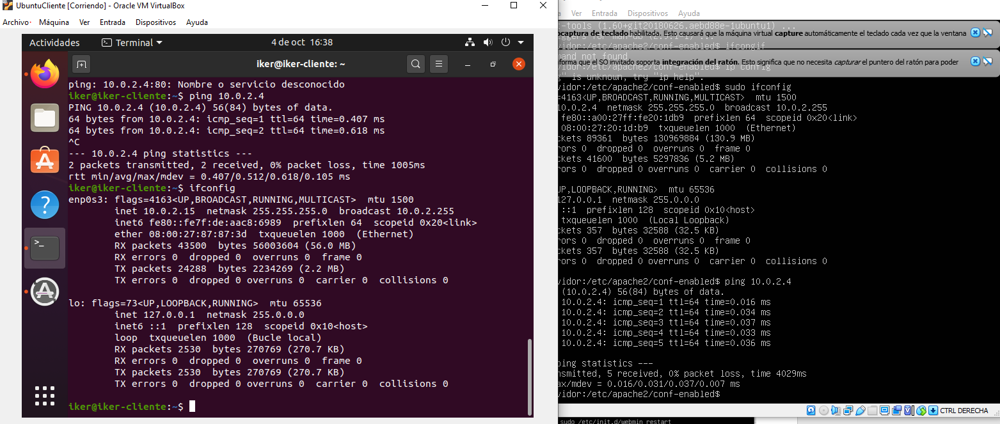 UbuntuCliente [Corriendo] - Oracle VM VirtualBox
Archivo Máquina Ver Entrada Dispositivos Ayuda
Actividades Terminal 4 de oct 16:38
iker@iker-cliente: ~
ping: 10.0.2.4:80: Nombre o servicio desconocido
iker@iker-cliente:~$ ping 10.0.2.4
PING 10.0.2.4 (10.0.2.4) 56(84) bytes of data.
64 bytes from 10.0.2.4: icmp_seq=1 ttl=64 time=0.407 ms
64 bytes from 10.0.2.4: icmp_seq=2 ttl=64 time=0.618 ms
^C
--- 10.0.2.4 ping statistics ---
2 packets transmitted, 2 received, 0% packet loss, time 1005ms
rtt min/avg/max/mdev = 0.407/0.512/0.618/0.105 ms
iker@iker-cliente:~$ ifconfig
enp0s3: flags=4163<UP,BROADCAST,RUNNING,MULTICAST> mtu 1500
inet 10.0.2.15 netmask 255.255.255.0 broadcast 10.0.2.255
inet6 fe80::fe7f:de:aac8:6989 prefixlen 64 scopeid 0x20<link>
ether 08:00:27:87:87:3d txqueuelen 1000 (Ethernet)
RX packets 43500 bytes 56003604 (56.0 MB)
RX errors 0 dropped 0 overruns 0 frame 0
TX packets 24288 bytes 2234269 (2.2 MB)
TX errors 0 dropped 0 overruns 0 carrier 0 collisions 0
lo: flags=73<UP,LOOPBACK,RUNNING> mtu 65536
inet 127.0.0.1 netmask 255.0.0.0
inet6 ::1 prefixlen 128 scopeid 0x10<host>
loop txqueuelen 1000 (Bucle local)
RX packets 2530 bytes 270769 (270.7 KB)
RX errors 0 dropped 0 overruns 0 frame 0
TX packets 2530 bytes 270769 (270.7 KB)
TX errors 0 dropped 0 overruns 0 carrier 0 collisions 0
iker@iker-cliente:~$
a Ver Entrada Dispositivos Ayuda
t-tools (1.60+git20180626.aebd88e-1ubuntu1) ...
ocaptura de teclado habilitada. Esto causará que la máquina virtual capture automáticamente el teclado cada vez que la ventana
vidor:/etc/apache2/conf-enabled$ ifcongif
mand not found
forma que el SO invitado soporta integración del ratón. Esto significa que no necesita capturar el puntero del ratón para poder
ip config
g" is unknown, try "ip help".
vidor:/etc/apache2/conf-enabled$ sudo ifconfig
=4163<UP,BROADCAST,RUNNING,MULTICAST> mtu 1500
10.0.2.4 netmask 255.255.255.0 broadcast 10.0.2.255
fe80::a00:27ff:fe20:1db9 prefixlen 64 scopeid 0x20<link>
08:00:27:20:1d:b9 txqueuelen 1000 (Ethernet)
ckets 89361 bytes 130969884 (130.9 MB)
rors 0 dropped 0 overruns 0 frame 0
ckets 41600 bytes 5297836 (5.2 MB)
rors 0 dropped 0 overruns 0 carrier 0 collisions 0
UP,LOOPBACK,RUNNING> mtu 65536
127.0.0.1 netmask 255.0.0.0
::1 prefixlen 128 scopeid 0x10<host>
txqueuelen 1000 (Local Loopback)
ckets 357 bytes 32588 (32.5 KB)
rors 0 dropped 0 overruns 0 frame 0
ckets 357 bytes 32588 (32.5 KB)
rors 0 dropped 0 overruns 0 carrier 0 collisions 0
vidor:/etc/apache2/conf-enabled$ ping 10.0.2.4
(10.0.2.4) 56(84) bytes of data.
10.0.2.4: icmp_seq=1 ttl=64 time=0.016 ms
10.0.2.4: icmp_seq=2 ttl=64 time=0.034 ms
10.0.2.4: icmp_seq=3 ttl=64 time=0.037 ms
10.0.2.4: icmp_seq=4 ttl=64 time=0.033 ms
10.0.2.4: icmp_seq=5 ttl=64 time=0.036 ms
ping statistics ---
nsmitted, 5 received, 0% packet loss, time 4029ms
ax/mdev = 0.016/0.031/0.037/0.007 ms
vidor:/etc/apache2/conf-enabled$
CTRL DERECHA
sudo /etc/init.d/webmin restart